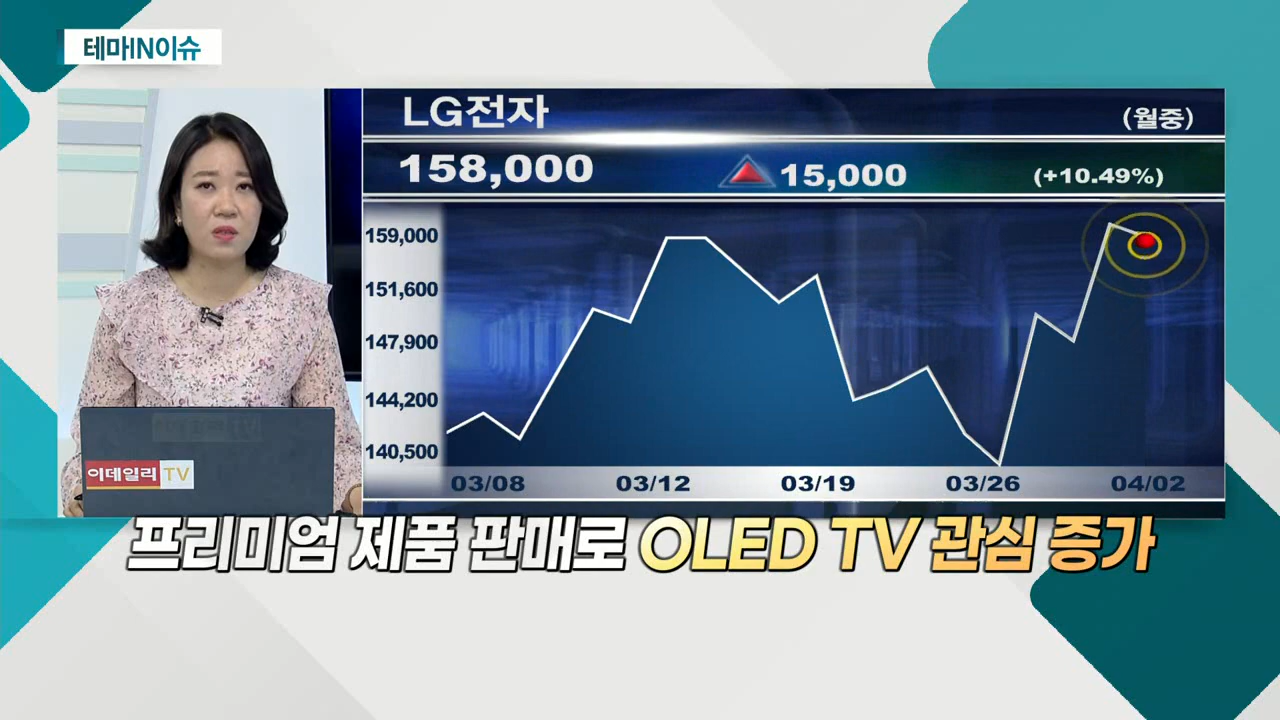 테마IN이슈
LG전자
(월중)
158,000 15,000 (+10.49%)
159,000
151,600
147,900
144,200
140,500
03/08 03/12 03/19 03/26 04/02
이데일리 TV
프리미엄 제품 판매로 OLED TV 관심 증가